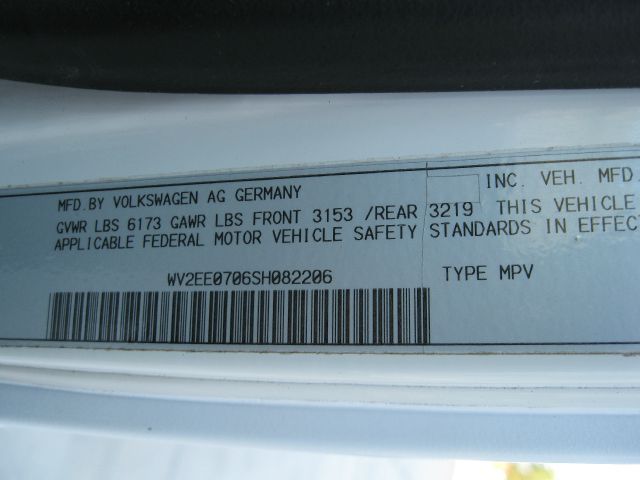 MFD.BY VOLKSWAGEN AG GERMANY INC. VEH. MFD.
GVWR LBS 6173 GAWR LBS FRONT 3153 /REAR 3219 THIS VEHICLE
APPLICABLE FEDERAL MOTOR VEHICLE SAFETY STANDARDS IN EFFEC
WV2EE0706SH082206 TYPE MPV